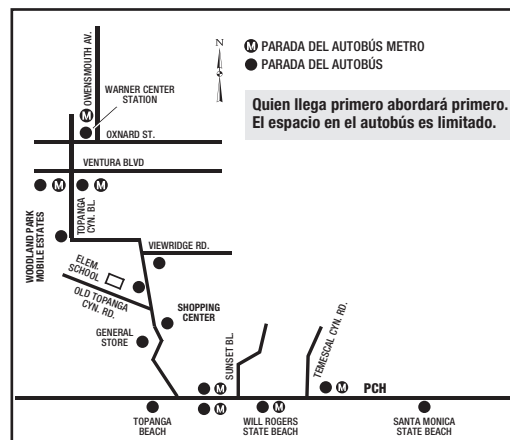 OWENSMOUTH AV.
N
M PARADA DEL AUTOBÚS METRO
PARADA DEL AUTOBÚS
WARNER CENTER
STATION
Quien llega primero abordará primero.
El espacio en el autobús es limitado.
M
OXNARD ST.
VENTURA BLVD
M
M
TOPANGA
CYN. BL.
WOODLAND PARK
MOBILE ESTATES
VIEWRIDGE RD.
ELEM.
SCHOOL
OLD TOPANGA
CYN. RD.
SHOPPING
CENTER
GENERAL
STORE
SUNSET BL.
TEMESCAL CYN. RD.
M
M
PCH
M
M
TOPANGA
BEACH
WILL ROGERS
STATE BEACH
SANTA MONICA
STATE BEACH